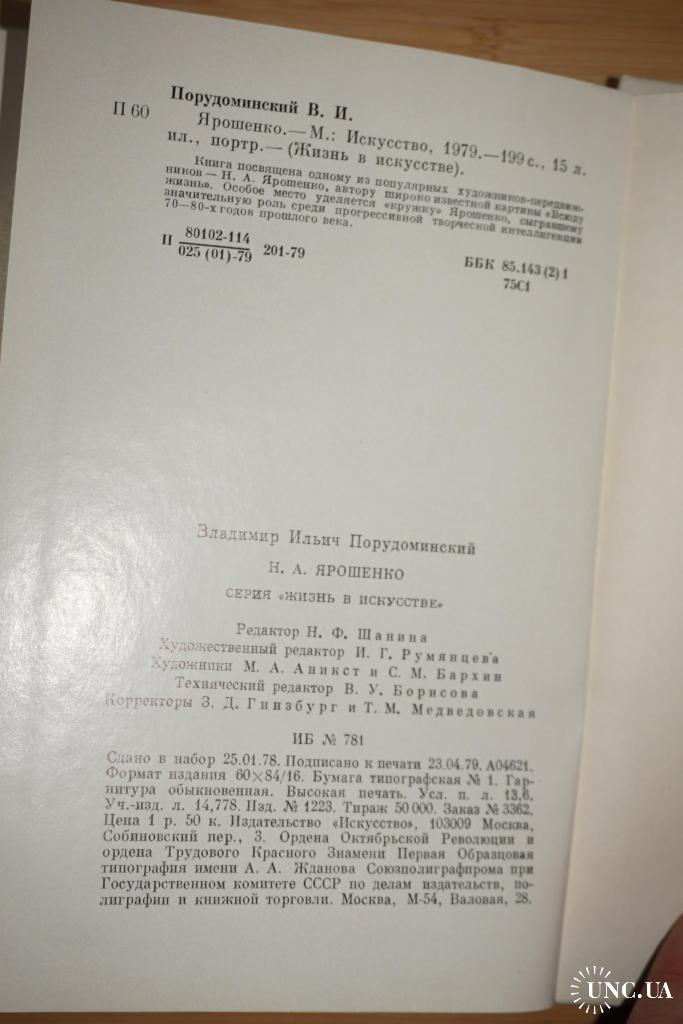 Порудоминский В. И.
П 60
Ярошенко.— М.: Искусство, 1979.—199 с., 15 л.
ил., портр.— (Жизнь в искусстве).
Книга посвящена одному из популярных художников-передвиж-
ников — Н. А. Ярошенко, автору широко известной картины «Всюду
жизнь». Особое место уделяется «кружку» Ярошенко, сыгравшему
значительную роль среди прогрессивной творческой интеллигенции
70—80-х годов прошлого века.
П 80102-114
025 (01)-79 201-79
ББК 85.143 (2) 1
75С1
Владимир Ильич Порудоминский
Н. А. ЯРОШЕНКО
СЕРИЯ «ЖИЗНЬ В ИСКУССТВЕ»
Редактор Н. Ф. Шанина
Художественный редактор И. Г. Румянцева
Художники М. А. Аникст и С. М. Бархин
Технический редактор В. У. Борисова
Корректоры З. Д. Гинзбург и Т. М. Медведовская
ИБ № 781
Сдано в набор 25.01.78. Подписано к печати 23.04.79. А04621.
Формат издания 60×84/16. Бумага типографская № 1. Гар-
нитура обыкновенная. Высокая печать. Усл. п. л. 13,6.
Уч.-изд. л. 14,778. Изд. № 1223. Тираж 50 000. Заказ № 3362.
Цена 1 р. 50 к. Издательство «Искусство», 103009 Москва,
Собиновский пер., 3. Ордена Октябрьской Революции и
ордена Трудового Красного Знамени Первая Образцовая
типография имени А. А. Жданова Союзполиграфпрома при
Государственном комитете СССР по делам издательств, по-
лиграфии и книжной торговли. Москва, М-54, Валовая, 28.
UNC.UA